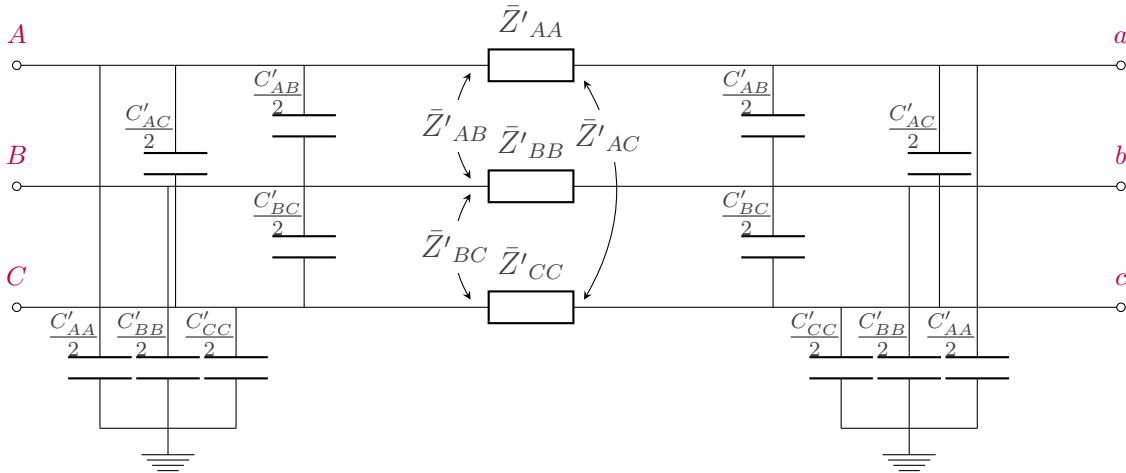 A Z̄'_{AA} a
C'_{AB}/2 C'_{AB}/2
C'_{AC}/2 Z̄'_{AB} Z̄'_{AC} C'_{AC}/2
B Z̄'_{BB} b
C'_{BC}/2 C'_{BC}/2
Z̄'_{BC}
C Z̄'_{CC} c
C'_{AA}/2 C'_{BB}/2 C'_{CC}/2 C'_{CC}/2 C'_{BB}/2 C'_{AA}/2